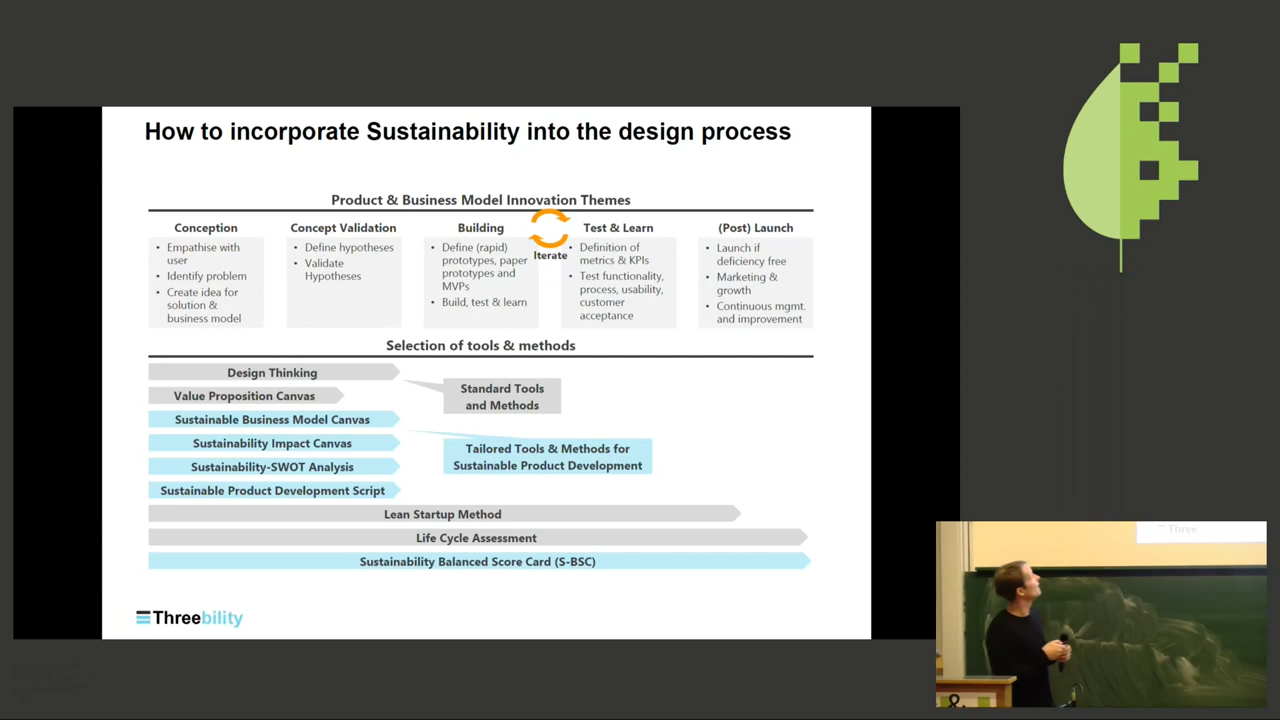 How to incorporate Sustainability into the design process
Product & Business Model Innovation Themes
Conception
• Empathise with
user
• Identify problem
• Create idea for
solution &
business model
Concept Validation
• Define hypotheses
• Validate
Hypotheses
Building
• Define (rapid)
prototypes, paper
prototypes and
MVPs
• Build, test & learn
Iterate
Test & Learn
• Definition of
metrics & KPIs
• Test functionality,
process, usability,
customer
acceptance
(Post) Launch
• Launch if
deficiency free
• Marketing &
growth
• Continuous mgmt.
and improvement
Selection of tools & methods
Design Thinking
Value Proposition Canvas
Sustainable Business Model Canvas
Sustainability Impact Canvas
Sustainability-SWOT Analysis
Sustainable Product Development Script
Standard Tools
and Methods
Tailored Tools & Methods for
Sustainable Product Development
Lean Startup Method
Life Cycle Assessment
Sustainability Balanced Score Card (S-BSC)
Threebility
Three
&